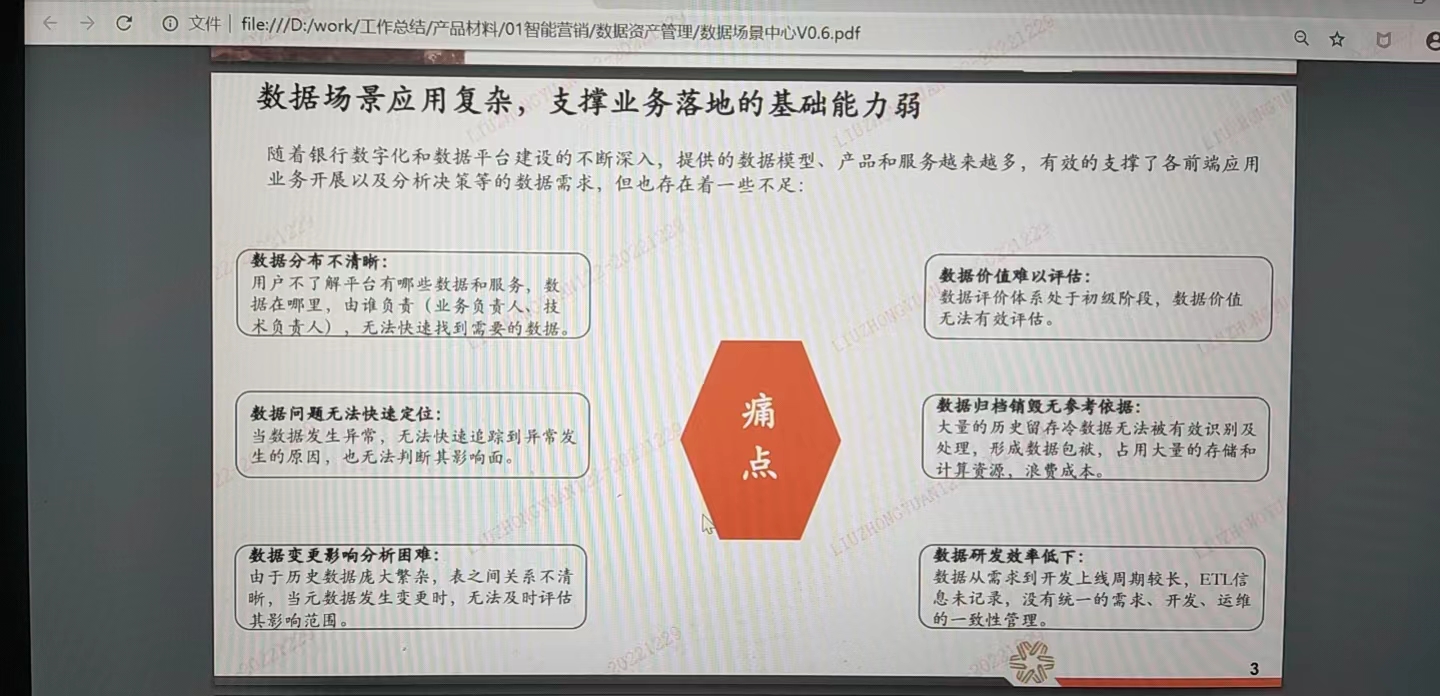 文件 | file:///D:/work/工作总结/产品材料/01智能营销/数据资产管理/数据场景中心V0.6.pdf
数据场景应用复杂，支撑业务落地的基础能力弱
随着银行数字化和数据平台建设的不断深入，提供的数据模型、产品和服务越来越多，有效的支撑了各前端应用
业务开展以及分析决策等的数据需求，但也存在着一些不足：
数据分布不清晰：
用户不了解平台有哪些数据和服务，数
据在哪里，由谁负责（业务负责人、技
术负责人），无法快速找到需要的数据。
数据问题无法快速定位：
当数据发生异常，无法快速追踪到异常发
生的原因，也无法判断其影响面。
数据变更影响分析困难：
由于历史数据庞大繁杂，表之间关系不清
晰，当元数据发生变更时，无法及时评估
其影响范围。
痛
点
数据价值难以评估：
数据评价体系处于初级阶段，数据价值
无法有效评估。
数据归档销毁无参考依据：
大量的历史留存冷数据无法被有效识别及
处理，形成数据包袱，占用大量的存储和
计算资源，浪费成本。
数据研发效率低下：
数据从需求到开发上线周期较长，ETL信
息未记录，没有统一的需求、开发、运维
的一致性管理。
3
LIUZHONGYUAN122-20221229